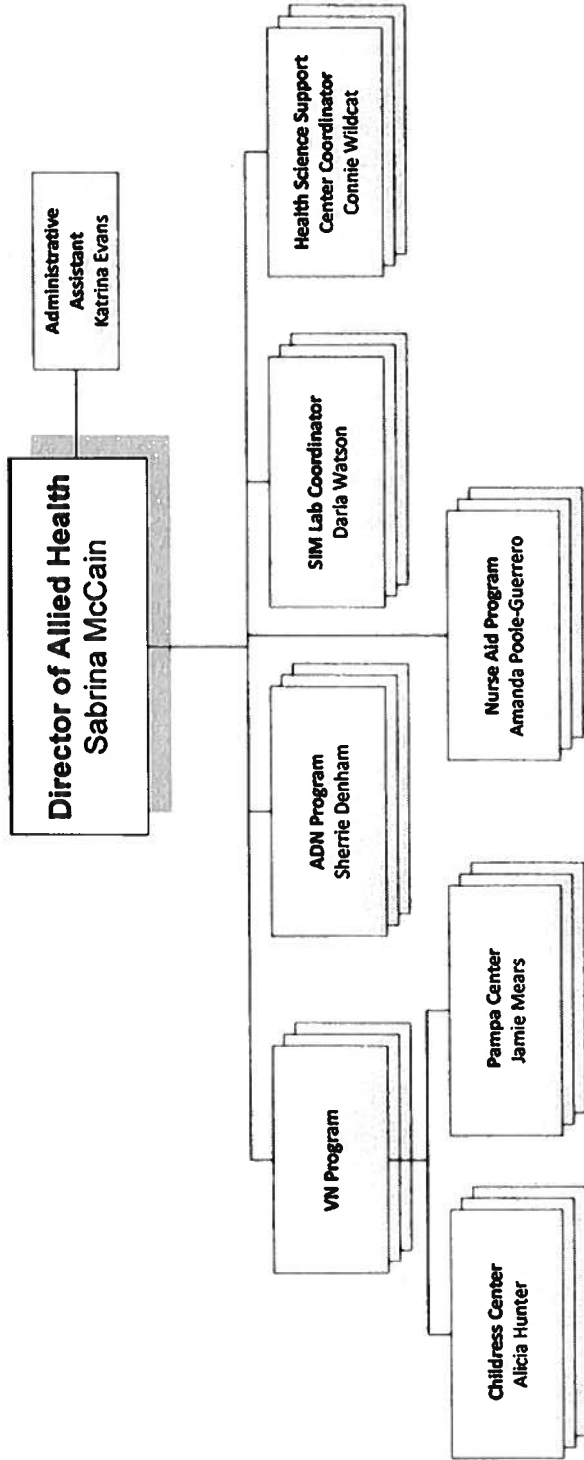 Director of Allied Health
Sabrina McCain
Administrative
Assistant
Katrina Evans
VN Program
ADN Program
Sherrie Denham
SIM Lab Coordinator
Darla Watson
Health Science Support
Center Coordinator
Connie Wildcat
Childress Center
Alicia Hunter
Pampa Center
Jamie Mears
Nurse Aid Program
Amanda Poole-Guerrero